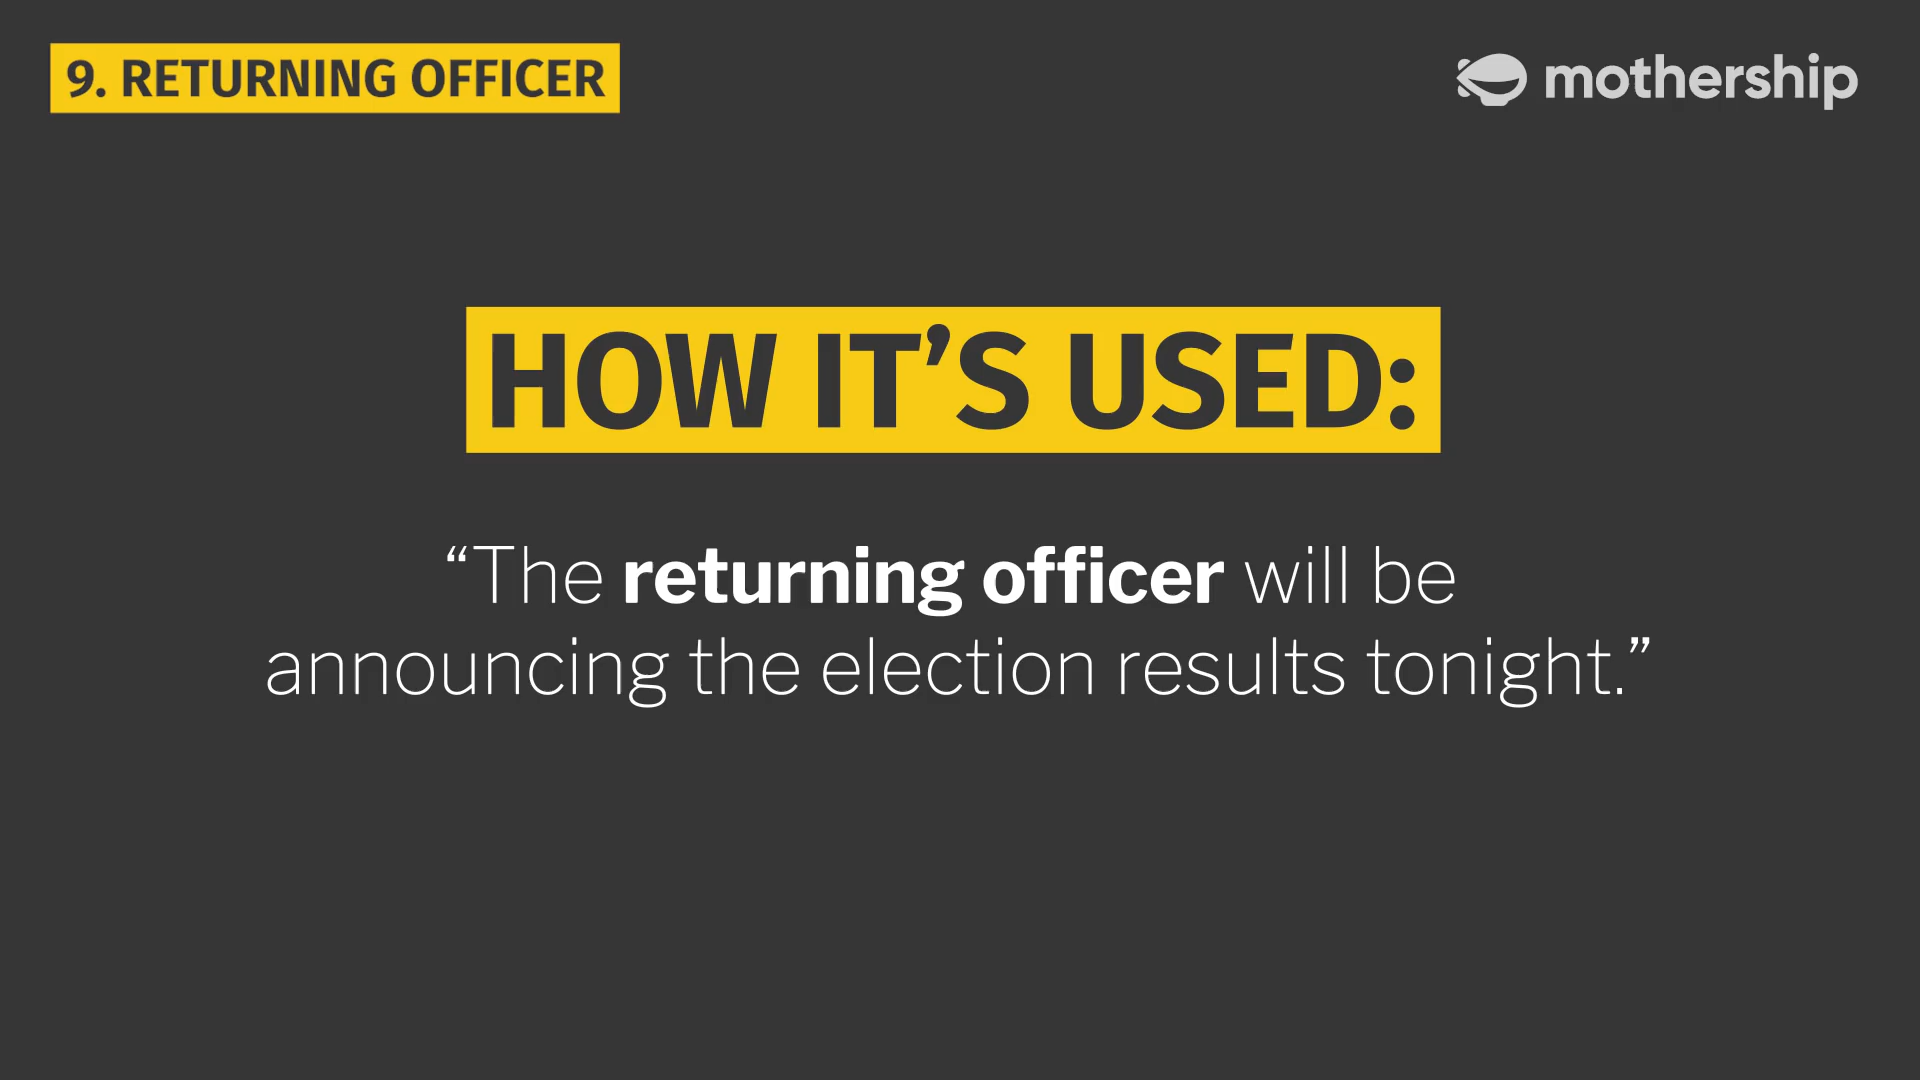 9. RETURNING OFFICER
mothership
HOW IT’S USED:
“The returning officer will be
announcing the election results tonight.”